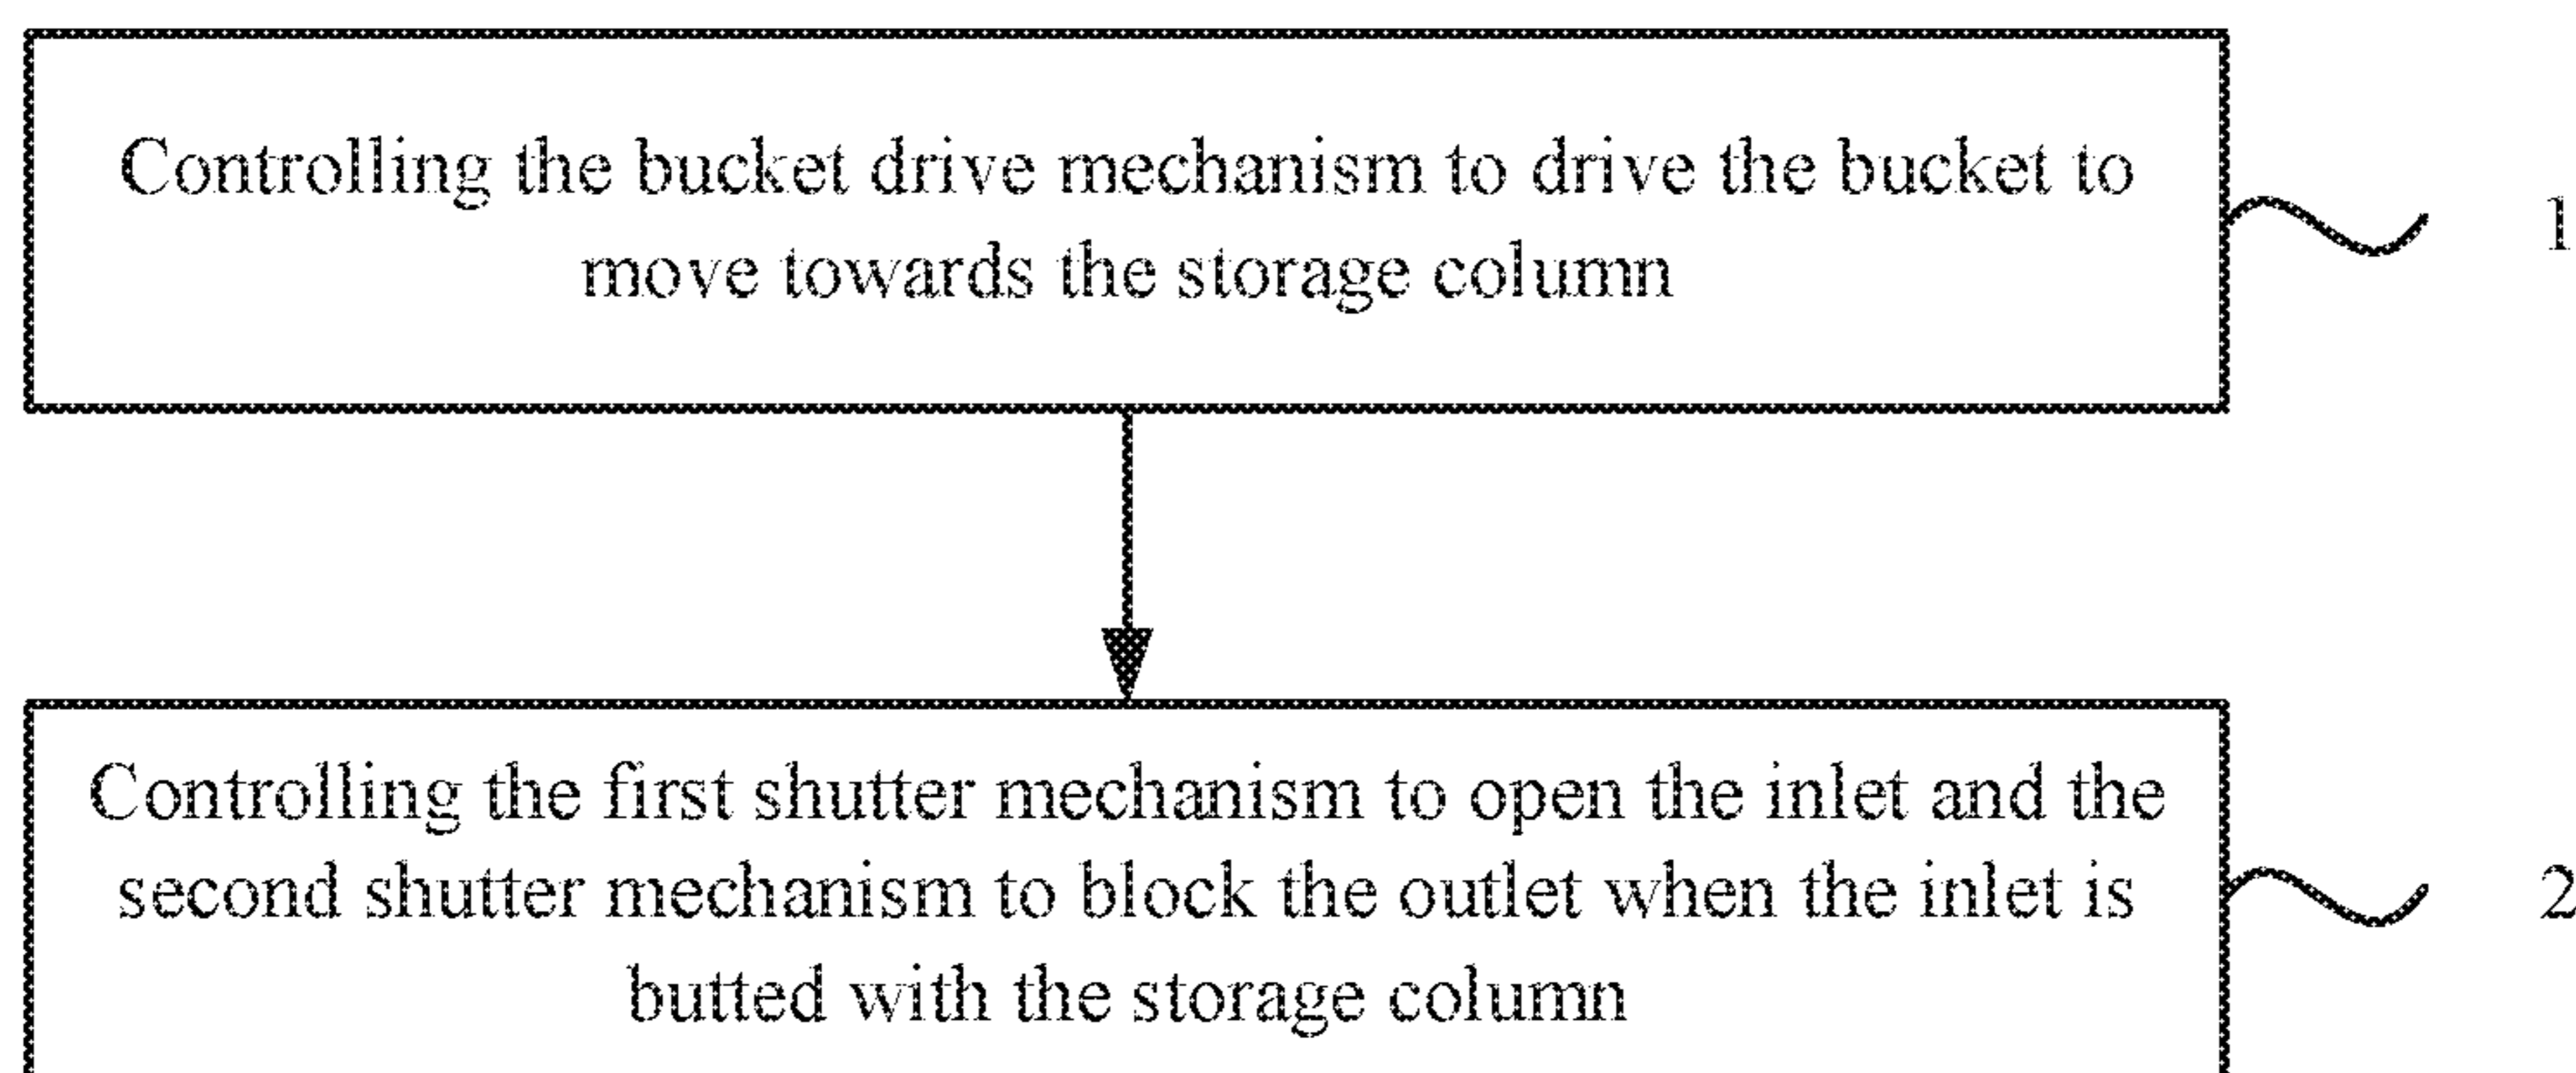 Controlling the bucket drive mechanism to drive the bucket to
move towards the storage column
1
Controlling the first shutter mechanism to open the inlet and the
second shutter mechanism to block the outlet when the inlet is
butted with the storage column
2